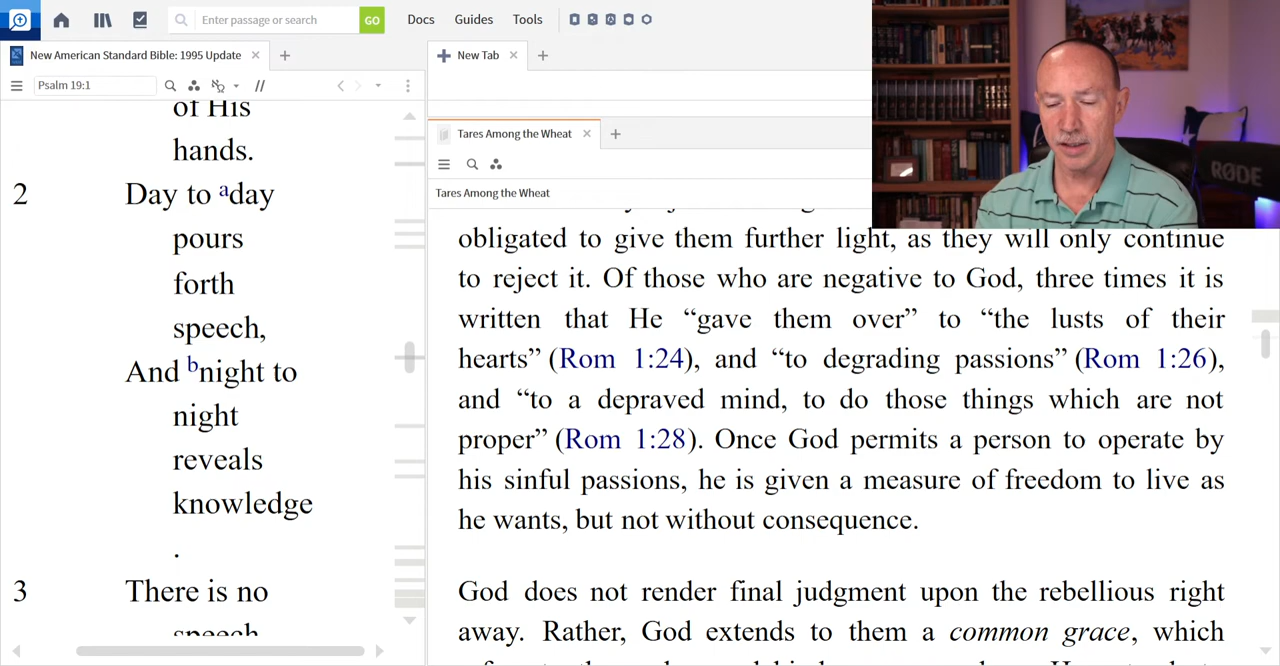 Enter passage or search
GO
Docs
Guides
Tools
New American Standard Bible: 1995 Update
New Tab
Psalm 19:1
of His
hands.
2 Day to ᵃday
pours
forth
speech,
And ᵇnight to
night
reveals
knowledge
.
3 There is no
speech
Tares Among the Wheat
Tares Among the Wheat
obligated to give them further light, as they will only continue
to reject it. Of those who are negative to God, three times it is
written that He “gave them over” to “the lusts of their
hearts” (Rom 1:24), and “to degrading passions” (Rom 1:26),
and “to a depraved mind, to do those things which are not
proper” (Rom 1:28). Once God permits a person to operate by
his sinful passions, he is given a measure of freedom to live as
he wants, but not without consequence.
God does not render final judgment upon the rebellious right
away. Rather, God extends to them a common grace, which
RØDE